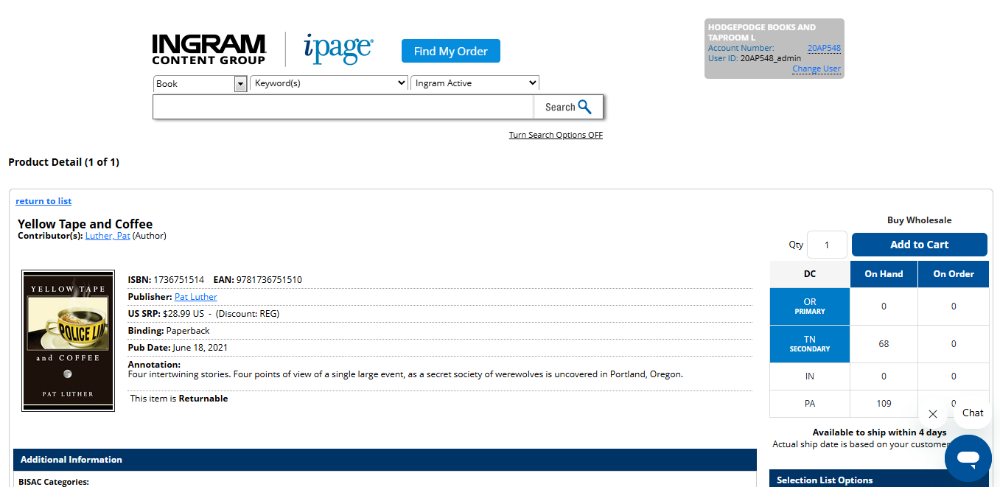 INGRAM
CONTENT GROUP
ipage
Find My Order
HODGEPODGE BOOKS AND
TAPROOM L
Account Number: 20AP548
User ID: 20AP548_admin
Change User
Book Keyword(s) Ingram Active
Search
Turn Search Options OFF
Product Detail (1 of 1)
return to list
Yellow Tape and Coffee
Contributor(s): Luther, Pat (Author)
Buy Wholesale
Qty 1 Add to Cart
YELLOW TAPE
POLICE LI
and COFFEE
PAT LUTHER
ISBN: 1736751514 EAN: 9781736751510
Publisher: Pat Luther
US SRP: $28.99 US - (Discount: REG)
Binding: Paperback
Pub Date: June 18, 2021
Annotation:
Four intertwining stories. Four points of view of a single large event, as a secret society of werewolves is uncovered in Portland, Oregon.
This item is Returnable
DC On Hand On Order
OR
PRIMARY 0 0
TN
SECONDARY 68 0
IN 0 0
PA 109 0
Chat
Available to ship within 4 days
Actual ship date is based on your customer
Additional Information
BISAC Categories:
Selection List Options